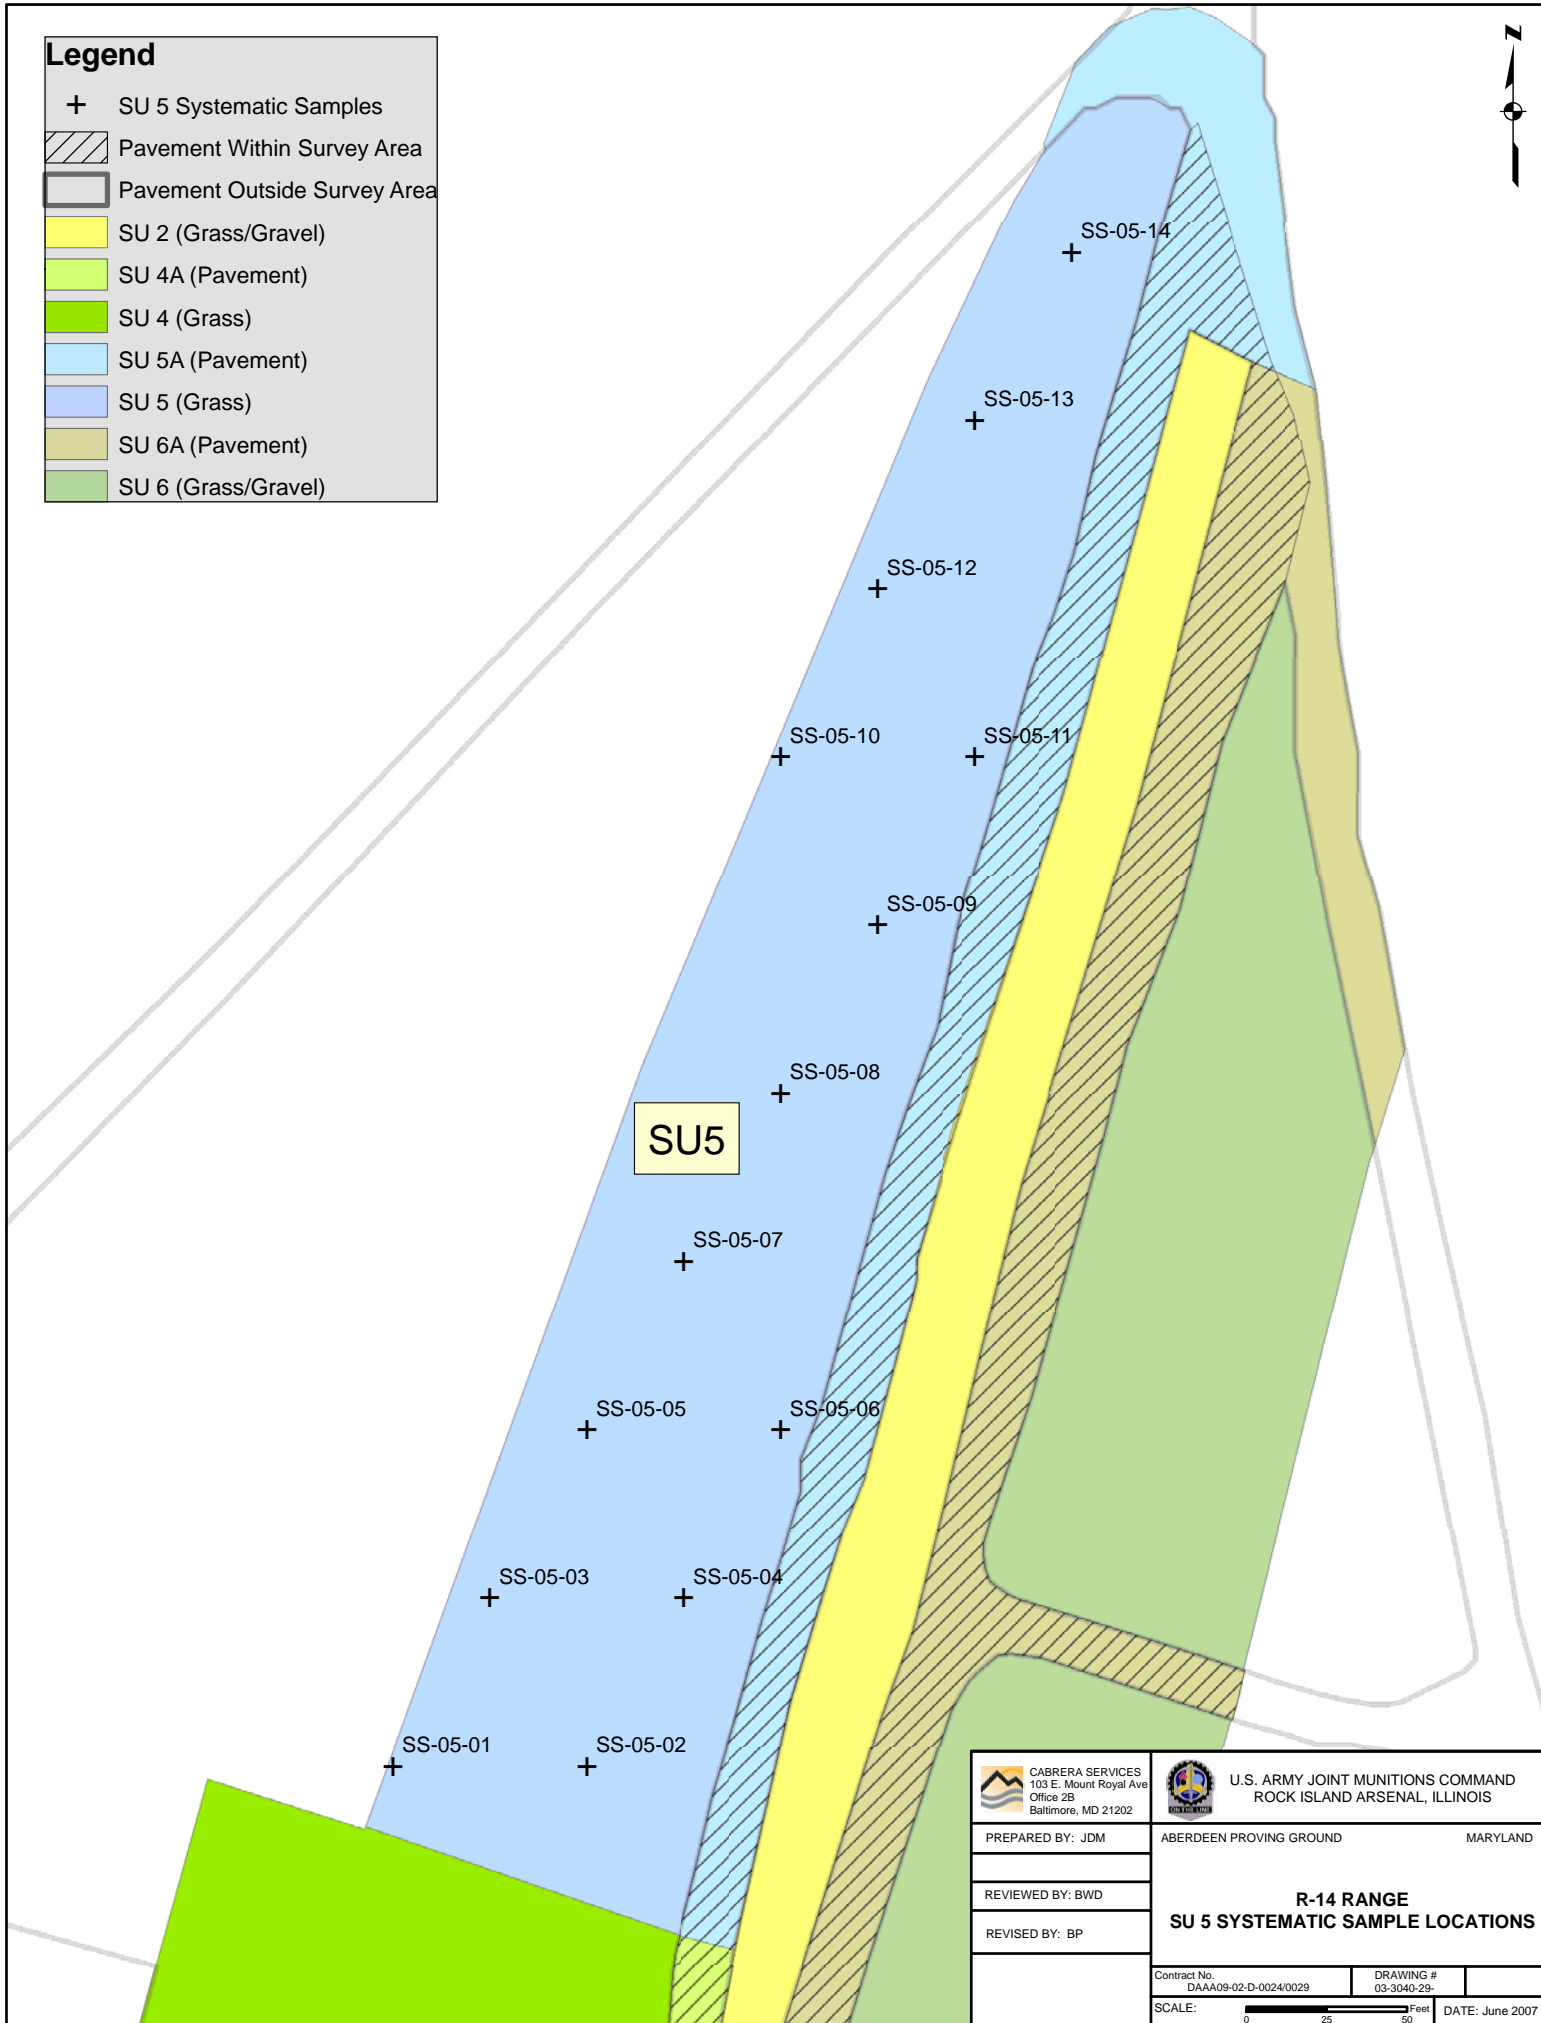 Legend
SU 5 Systematic Samples
Pavement Within Survey Area
Pavement Outside Survey Area
SU 2 (Grass/Gravel)
SU 4A (Pavement)
SU 4 (Grass)
SU 5A (Pavement)
SU 5 (Grass)
SU 6A (Pavement)
SU 6 (Grass/Gravel)
Z
SS-05-14
SS-05-13
SS-05-12
SS-05-10
SS-05-11
SS-05-09
SS-05-08
SU5
SS-05-07
SS-05-05
SS-05-06
SS-05-03
SS-05-04
SS-05-01
SS-05-02
CABRERA SERVICES
103 E. Mount Royal Ave
Office 2B
Baltimore, MD 21202
ON THE LINE
U.S. ARMY JOINT MUNITIONS COMMAND
ROCK ISLAND ARSENAL, ILLINOIS
PREPARED BY: JDM
ABERDEEN PROVING GROUND MARYLAND
REVIEWED BY: BWD
R-14 RANGE
SU 5 SYSTEMATIC SAMPLE LOCATIONS
REVISED BY: BP
Contract No.
DAAA09-02-D-0024/0029
DRAWING #
03-3040-29-
SCALE:
Feet
0 25 50
DATE: June 2007